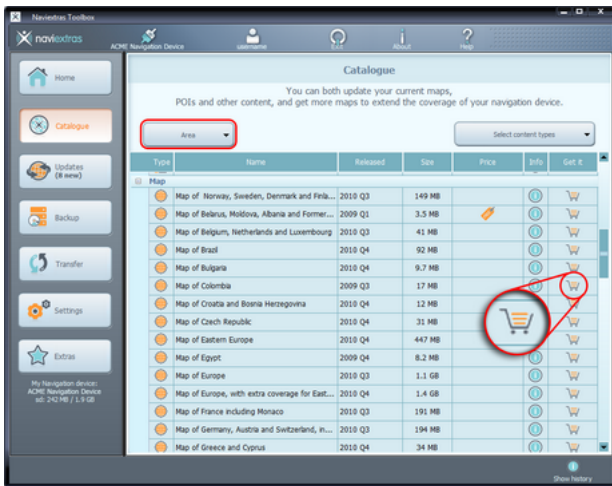 Naviextras Toolbox
naviextras
ACME Navigation Device
username
Exit
About
Help
Home
Catalogue
Updates
(8 new)
Backup
Transfer
Settings
Extras
My Navigation device:
ACME Navigation Device
sd: 242 MB / 1.9 GB
Catalogue
You can both update your current maps,
POIs and other content, and get more maps to extend the coverage of your navigation device.
Area
Select content types
Type Name Released Size Price Info Get it
Map
Map of Norway, Sweden, Denmark and Finla... 2010 Q3 149 MB
Map of Belarus, Moldova, Albania and Former... 2009 Q1 3.5 MB
Map of Belgium, Netherlands and Luxembourg 2010 Q3 41 MB
Map of Brazil 2010 Q4 92 MB
Map of Bulgaria 2010 Q4 9.7 MB
Map of Colombia 2009 Q3 17 MB
Map of Croatia and Bosnia Herzegovina 2010 Q4 12 MB
Map of Czech Republic 2010 Q4 31 MB
Map of Eastern Europe 2010 Q4 447 MB
Map of Egypt 2009 Q4 8.2 MB
Map of Europe 2010 Q3 1.1 GB
Map of Europe, with extra coverage for East... 2010 Q4 1.4 GB
Map of France including Monaco 2010 Q3 191 MB
Map of Germany, Austria and Switzerland, in... 2010 Q3 194 MB
Map of Greece and Cyprus 2010 Q4 34 MB
Show history